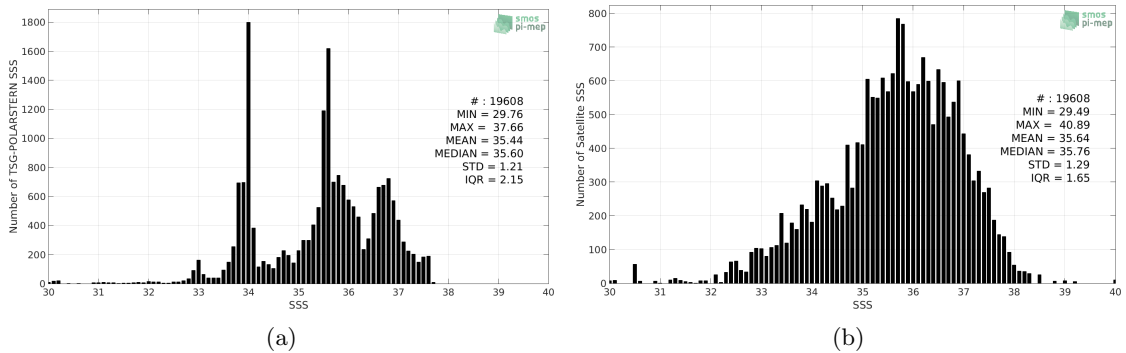 1800
1600
1400
1200
1000
800
600
400
200
0
Number of TSG-POLARSTERN SSS
30 31 32 33 34 35 36 37 38 39 40
SSS
smos
pi-mep
# : 19608
MIN = 29.76
MAX = 37.66
MEAN = 35.44
MEDIAN = 35.60
STD = 1.21
IQR = 2.15
(a)
800
700
600
500
400
300
200
100
0
Number of Satellite SSS
30 31 32 33 34 35 36 37 38 39 40
SSS
smos
pi-mep
# : 19608
MIN = 29.49
MAX = 40.89
MEAN = 35.64
MEDIAN = 35.76
STD = 1.29
IQR = 1.65
(b)